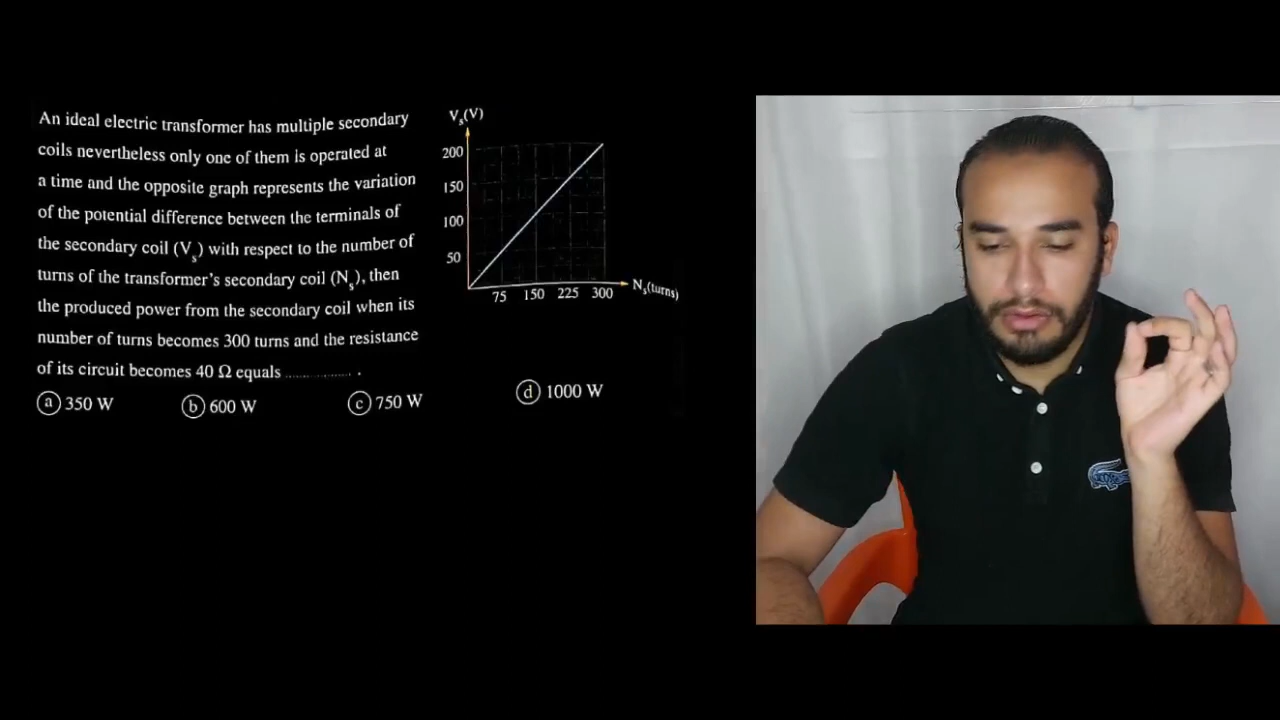 An ideal electric transformer has multiple secondary
coils nevertheless only one of them is operated at
a time and the opposite graph represents the variation
of the potential difference between the terminals of
the secondary coil (Vs) with respect to the number of
turns of the transformer's secondary coil (Ns), then
the produced power from the secondary coil when its
number of turns becomes 300 turns and the resistance
of its circuit becomes 40 Ω equals ................ .
Vs(V)
200
150
100
50
75 150 225 300 Ns(turns)
a 350 W b 600 W c 750 W d 1000 W